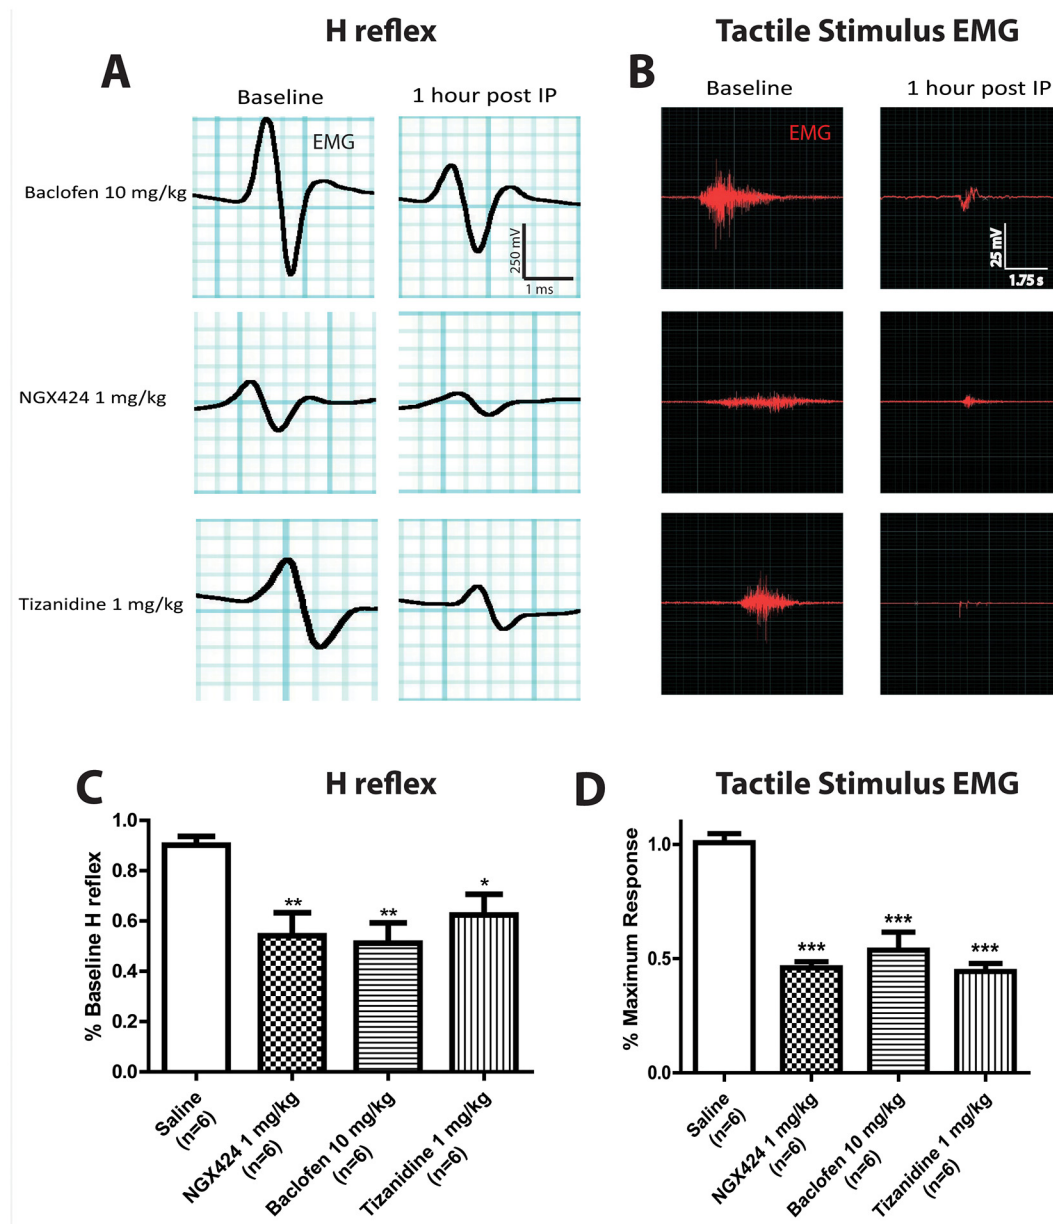 H reflex
Tactile Stimulus EMG
A
B
Baseline
1 hour post IP
Baseline
1 hour post IP
EMG
EMG
Baclofen 10 mg/kg
250 mV
1 ms
25 mV
1.75 s
NGX424 1 mg/kg
Tizanidine 1 mg/kg
C
H reflex
D
Tactile Stimulus EMG
% Baseline H reflex
1.0
0.8
0.6
0.4
0.2
0.0
**
**
*
Saline
(n=6)
NGX424 1 mg/kg
(n=6)
Baclofen 10 mg/kg
(n=6)
Tizanidine 1 mg/kg
(n=6)
% Maximum Response
1.0
0.5
0.0
***
***
***
Saline
(n=6)
NGX424 1 mg/kg
(n=6)
Baclofen 10 mg/kg
(n=6)
Tizanidine 1 mg/kg
(n=6)